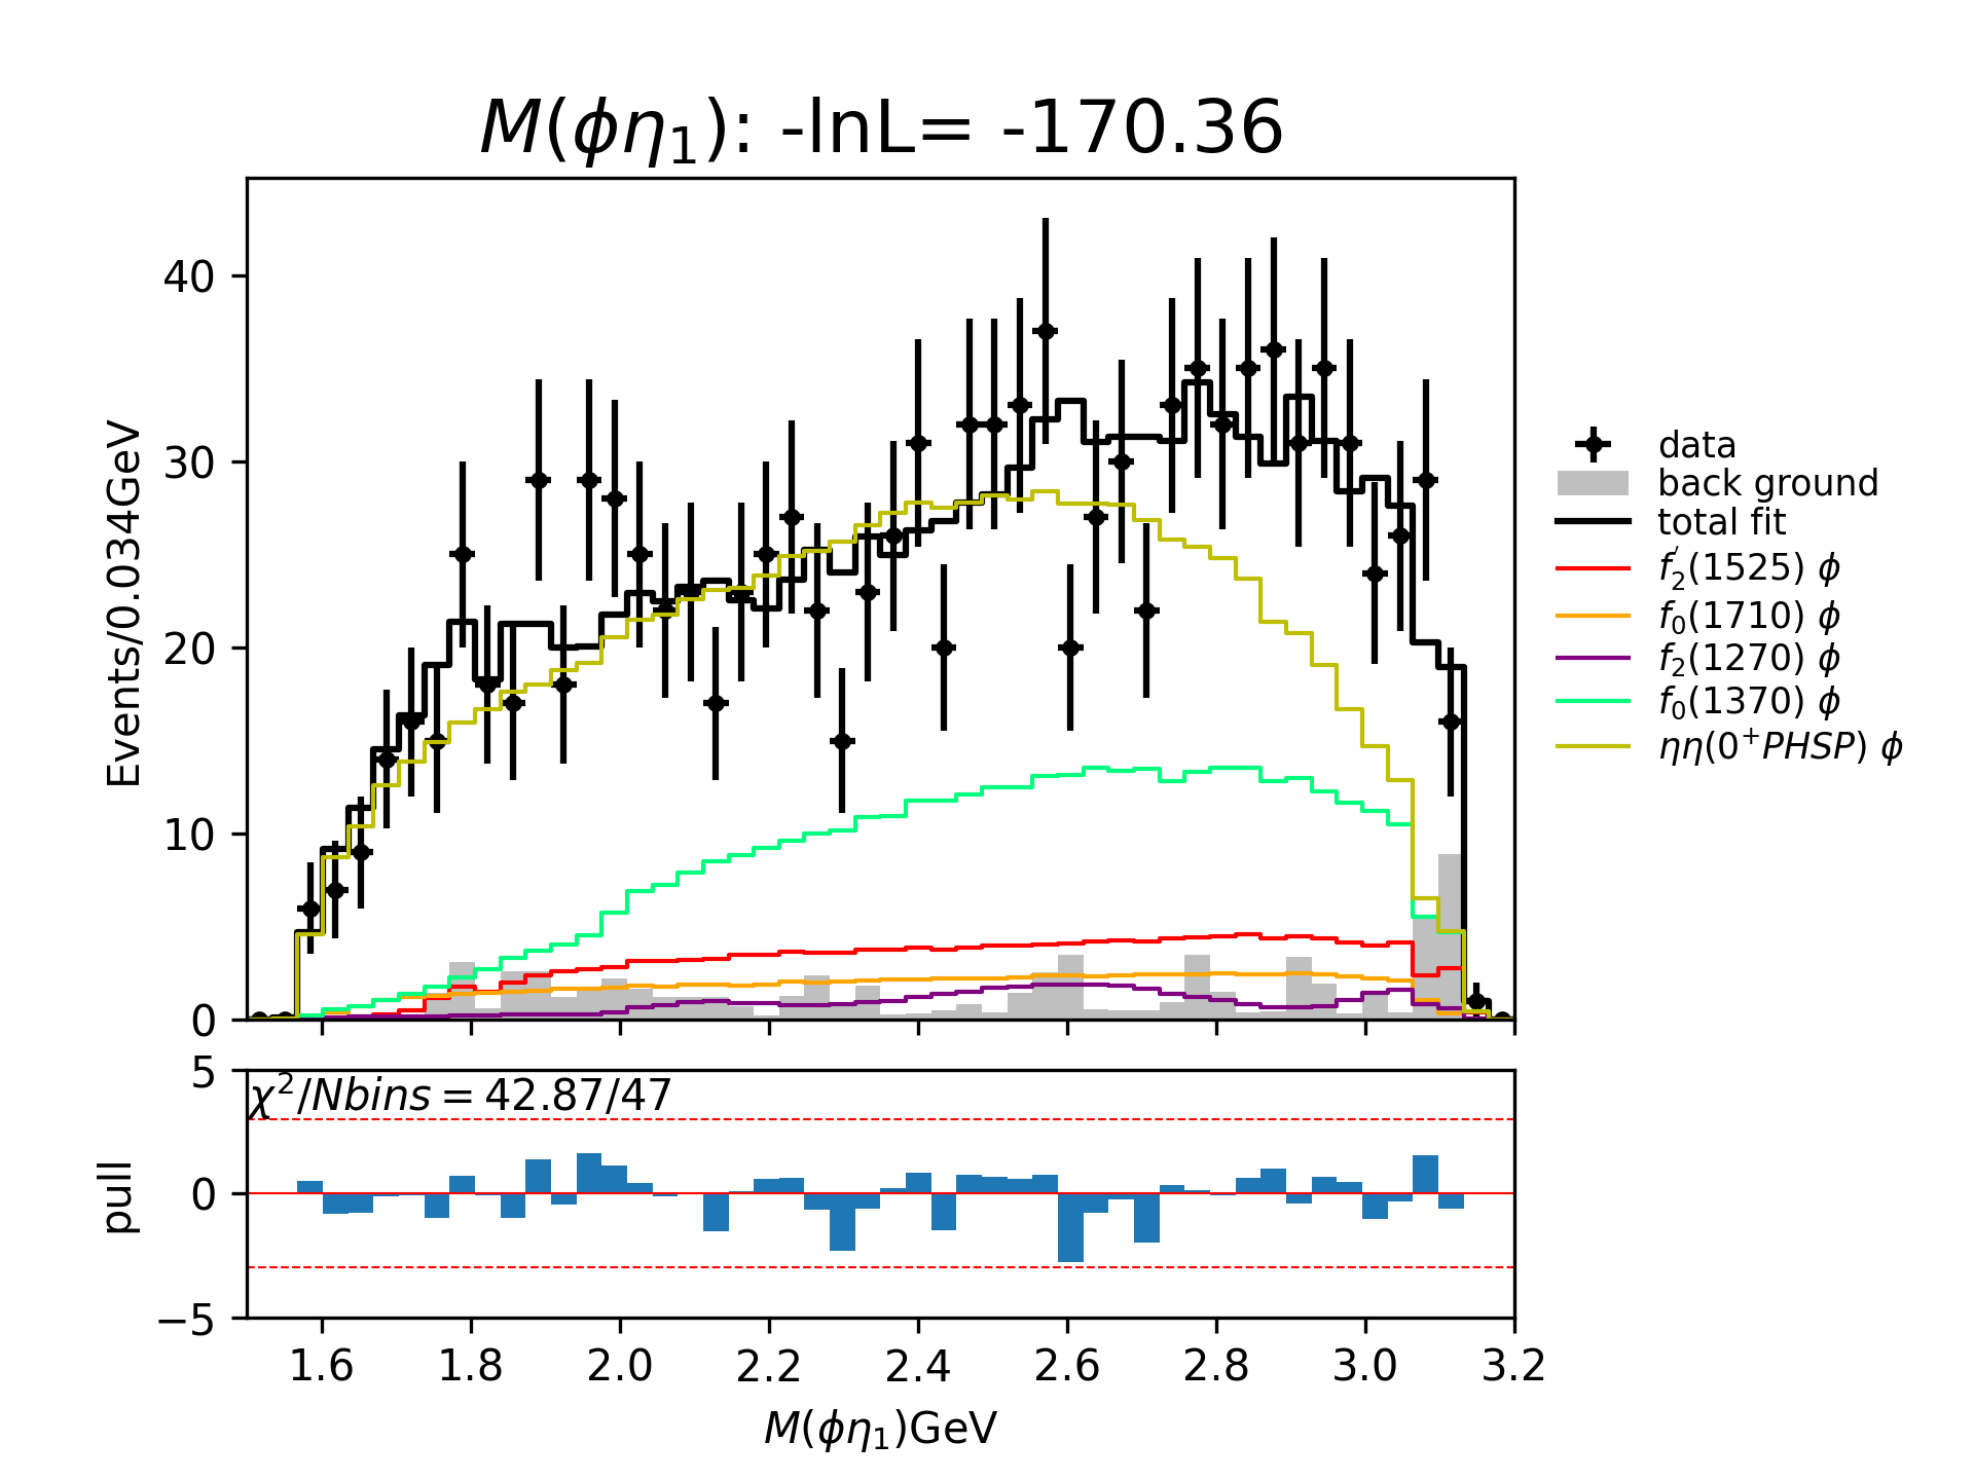 M(ϕη₁): -lnL= -170.36
Events/0.034GeV
40
30
20
10
0
data
back ground
total fit
f₂′(1525) ϕ
f₀(1710) ϕ
f₂(1270) ϕ
f₀(1370) ϕ
ηη(0⁺PHSP) ϕ
χ²/Nbins = 42.87/47
pull
5
0
−5
1.6 1.8 2.0 2.2 2.4 2.6 2.8 3.0 3.2
M(ϕη₁)GeV